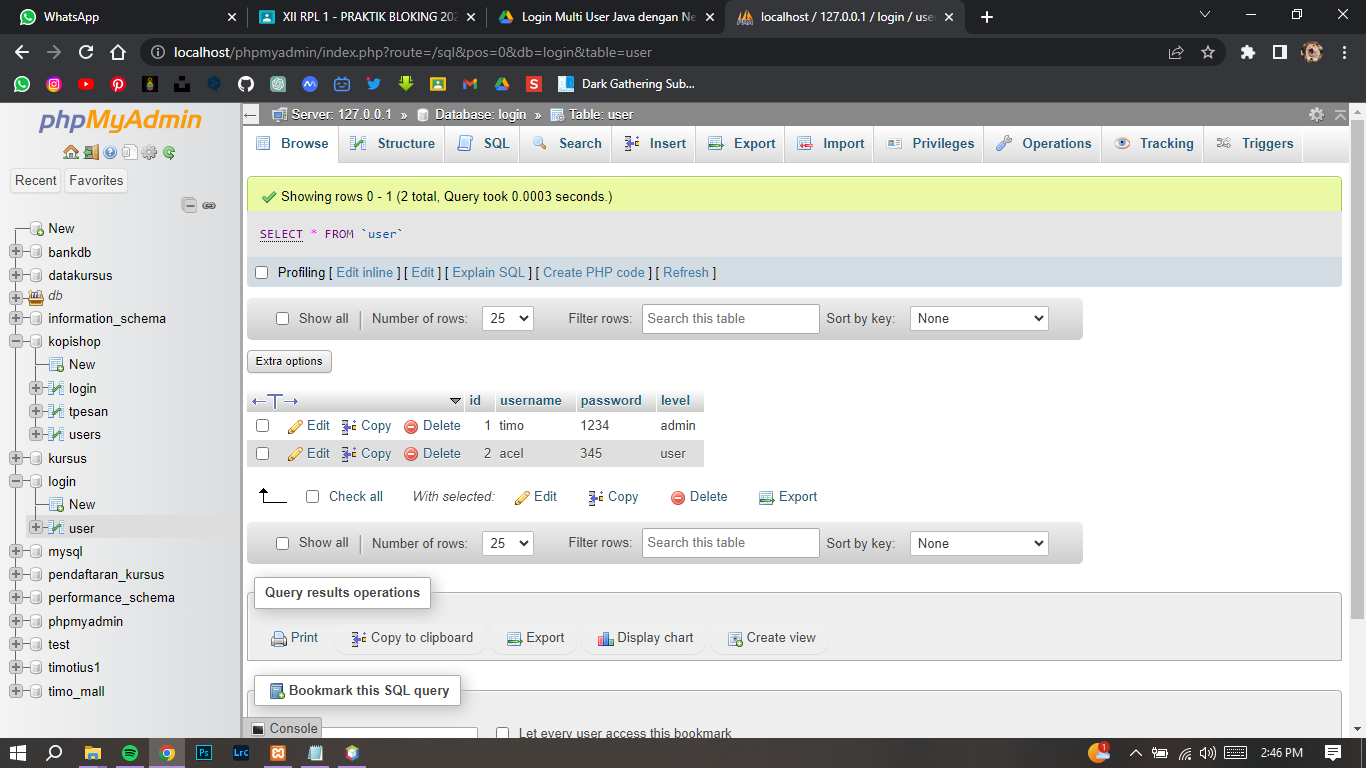 WhatsApp
XII RPL 1 - PRAKTIK BLOKING 202
Login Multi User Java dengan Ne
localhost / 127.0.0.1 / login / use
localhost/phpmyadmin/index.php?route=/sql&pos=0&db=login&table=user
Dark Gathering Sub...
phpMyAdmin
Recent
Favorites
New
bankdb
datakursus
db
information_schema
kopishop
New
login
tpesan
users
kursus
login
New
user
mysql
pendaftaran_kursus
performance_schema
phpmyadmin
test
timotius1
timo_mall
Server: 127.0.0.1 » Database: login » Table: user
Browse Structure SQL Search Insert Export Import Privileges Operations Tracking Triggers
Showing rows 0 - 1 (2 total, Query took 0.0003 seconds.)
SELECT * FROM `user`
Profiling [ Edit inline ] [ Edit ] [ Explain SQL ] [ Create PHP code ] [ Refresh ]
Show all Number of rows: 25 Filter rows: Search this table Sort by key: None
Extra options
id username password level
Edit Copy Delete 1 timo 1234 admin
Edit Copy Delete 2 acel 345 user
Check all With selected: Edit Copy Delete Export
Show all Number of rows: 25 Filter rows: Search this table Sort by key: None
Query results operations
Print Copy to clipboard Export Display chart Create view
Bookmark this SQL query
Console
Let every user access this bookmark
Ps
LrC
1
2:46 PM